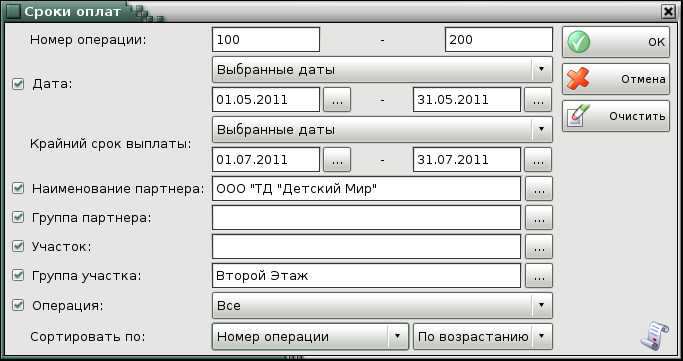 Сроки оплат
Номер операции: 100 - 200 OK
Выбранные даты
Дата:
01.05.2011 ... - 31.05.2011 ...
Отмена
Очистить
Выбранные даты
Крайний срок выплаты:
01.07.2011 ... - 31.07.2011 ...
Наименование партнера: ООО "ТД "Детский Мир" ...
Группа партнера: ...
Участок: ...
Группа участка: Второй Этаж ...
Операция: Все
Сортировать по: Номер операции По возрастанию